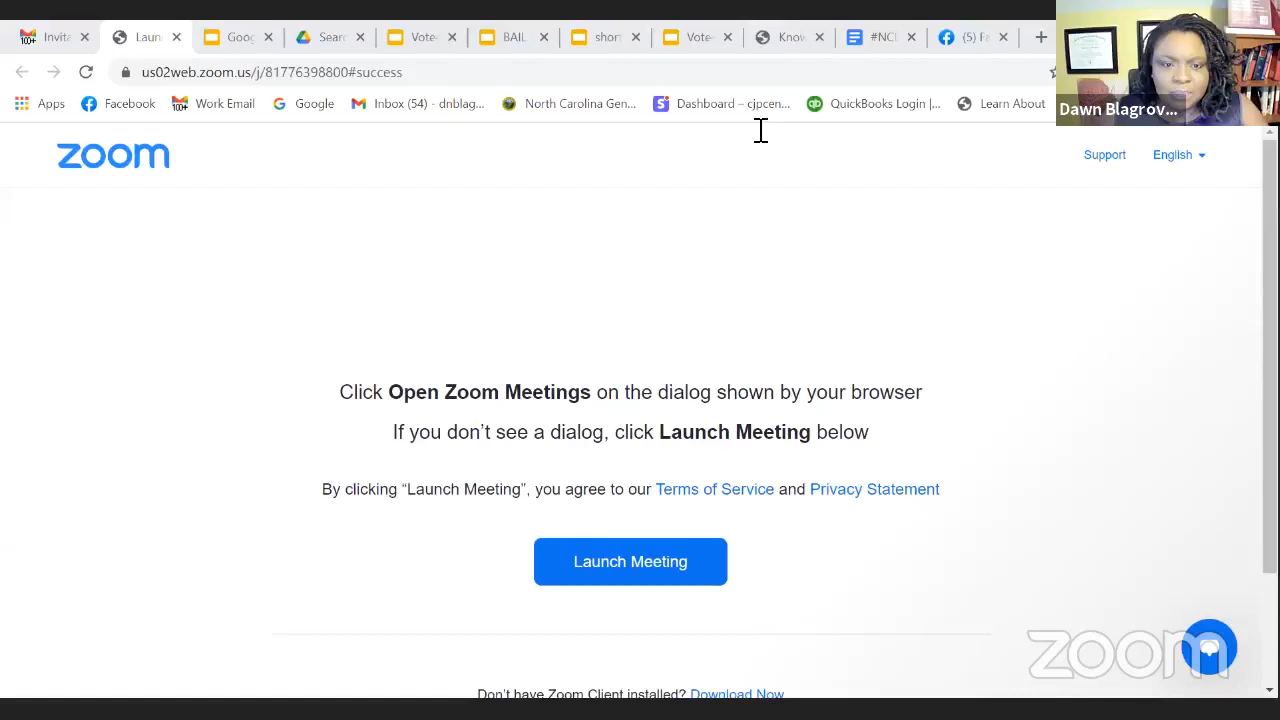 Invita
Laun
Goog
Searc
Vote-
BAIL
short
Vote-
Know
#NCL
(5) Fa
us02web.zoom.us/j/81776398800#success
Apps
Facebook
Work Email
Google
Inbox (54) - dnblag...
North Carolina Gen...
Dashboard – cjpcen...
QuickBooks Login |...
Learn About
Dawn Blagrov...
zoom
Support
English
Click Open Zoom Meetings on the dialog shown by your browser
If you don’t see a dialog, click Launch Meeting below
By clicking “Launch Meeting”, you agree to our Terms of Service and Privacy Statement
Launch Meeting
zoom
Don’t have Zoom Client installed? Download Now